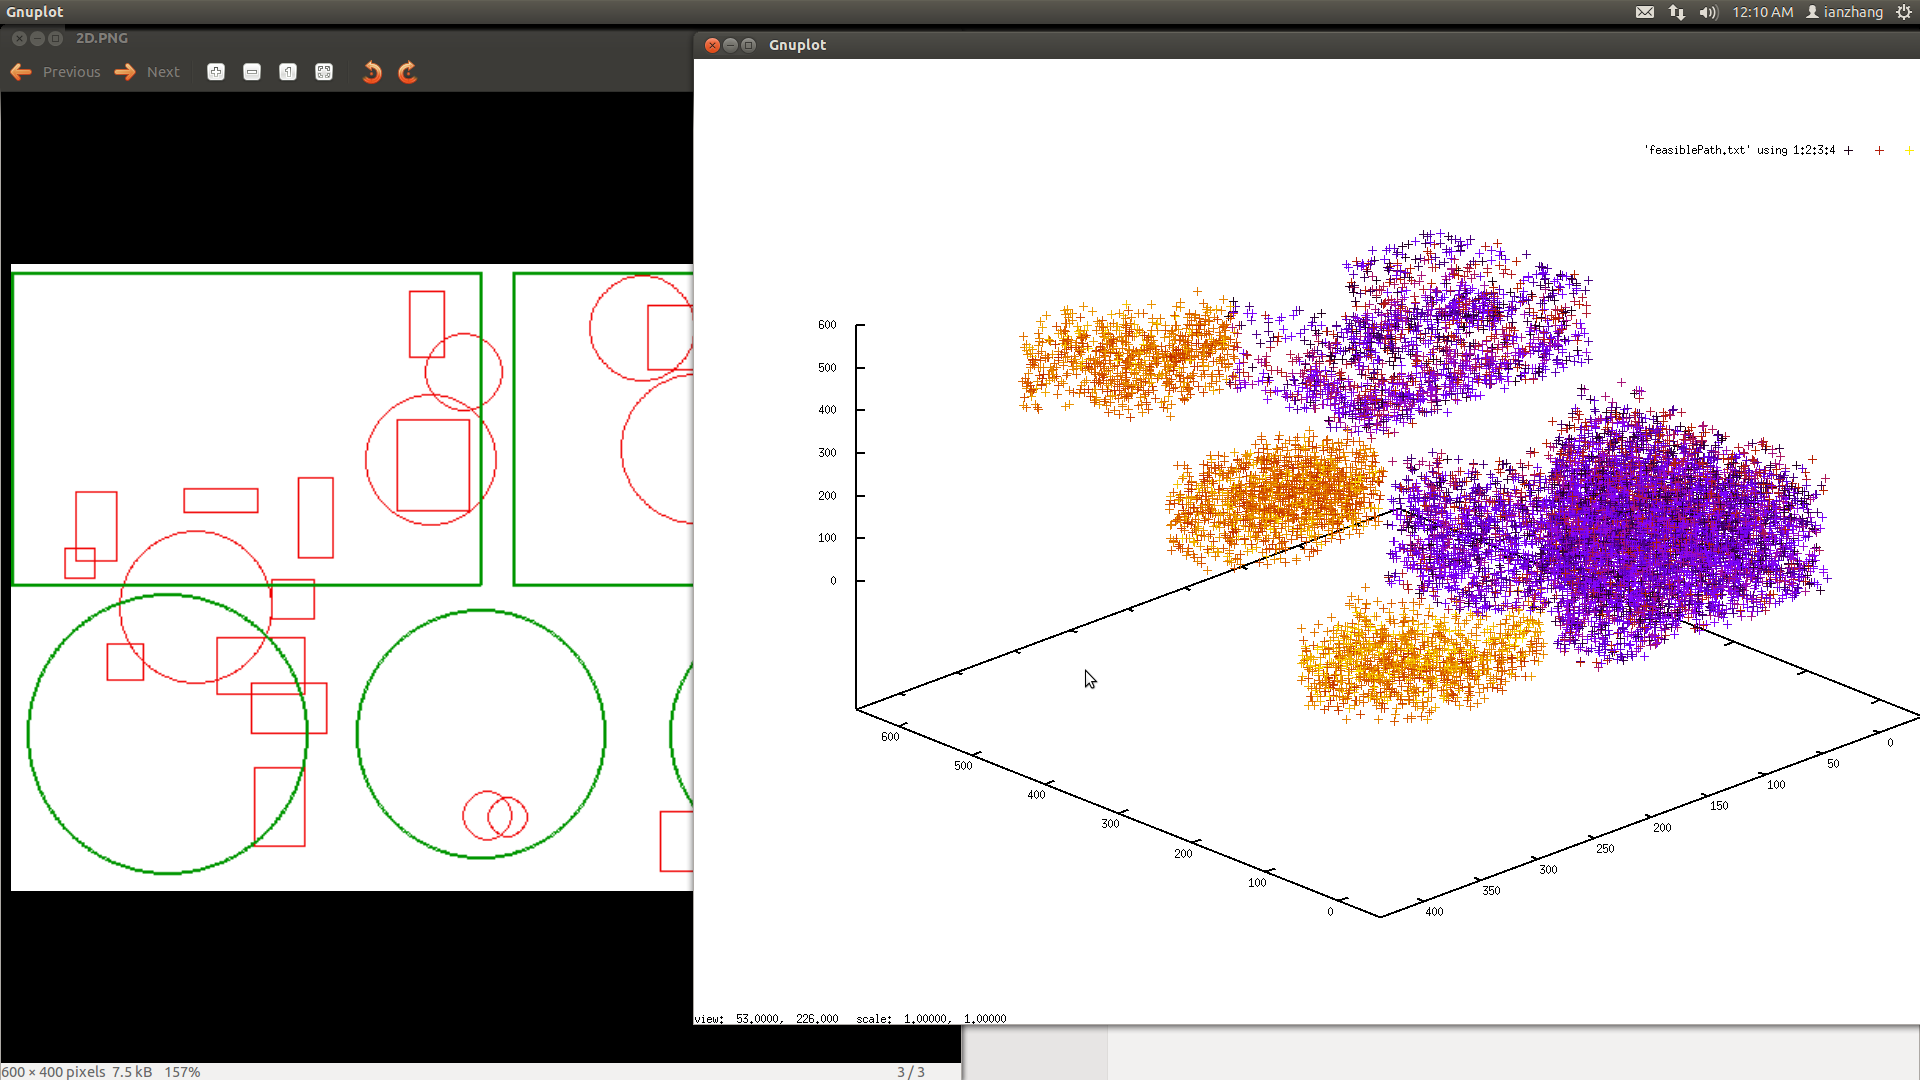 Gnuplot
12:10 AM ianzhang
2D.PNG
Previous Next
Gnuplot
'feasiblePath.txt' using 1:2:3:4
600
500
400
300
200
100
0
600
500
400
300
200
100
0
0
50
100
150
200
250
300
350
400
view: 53.0000, 226.000 scale: 1.00000, 1.00000
600 × 400 pixels 7.5 kB 157%
3 / 3